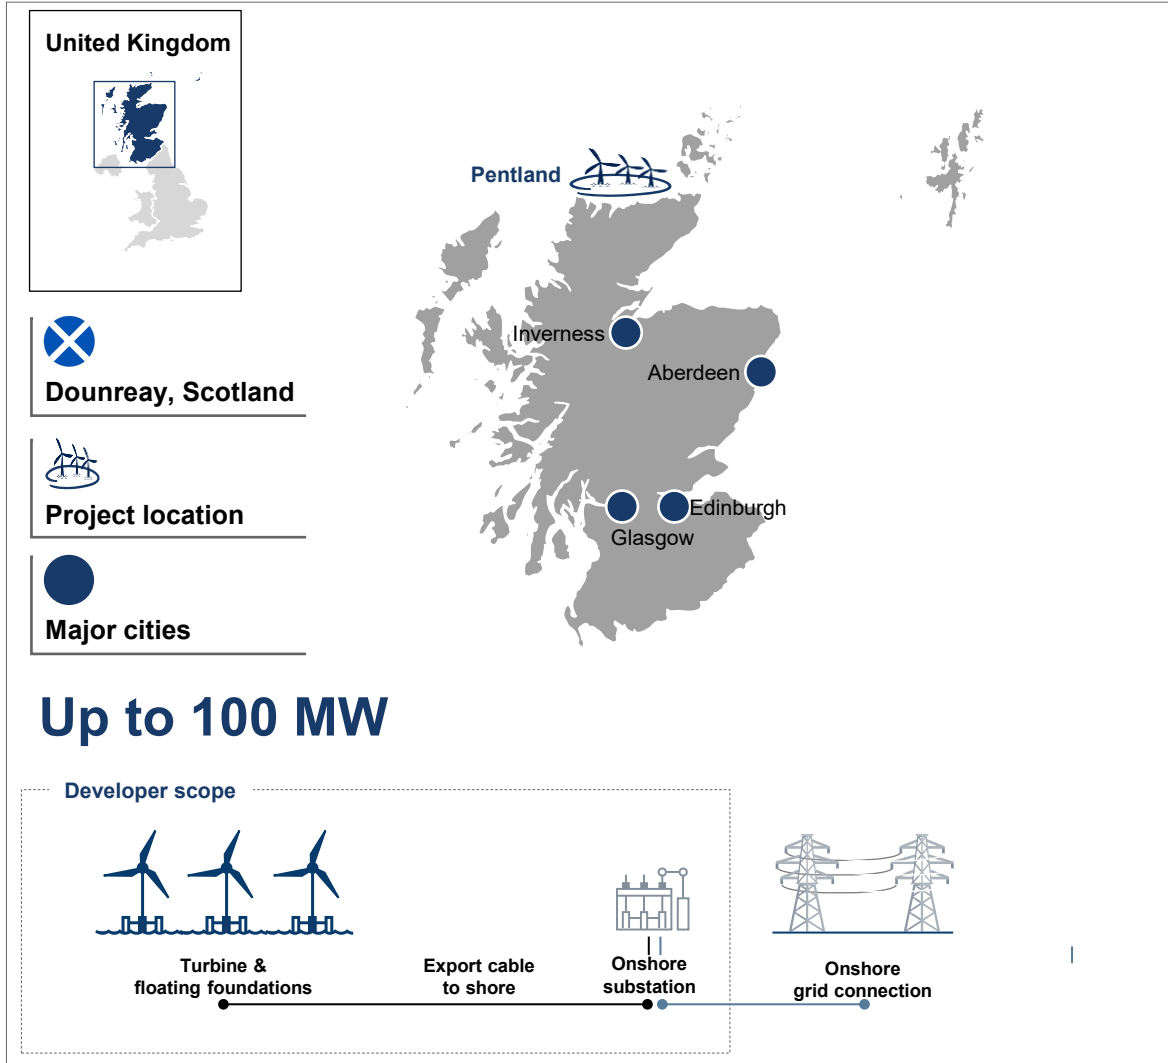 United Kingdom
Pentland
Inverness
Aberdeen
Edinburgh
Glasgow
Dounreay, Scotland
Project location
Major cities
Up to 100 MW
Developer scope
Turbine &
floating foundations
Export cable
to shore
Onshore
substation
Onshore
grid connection